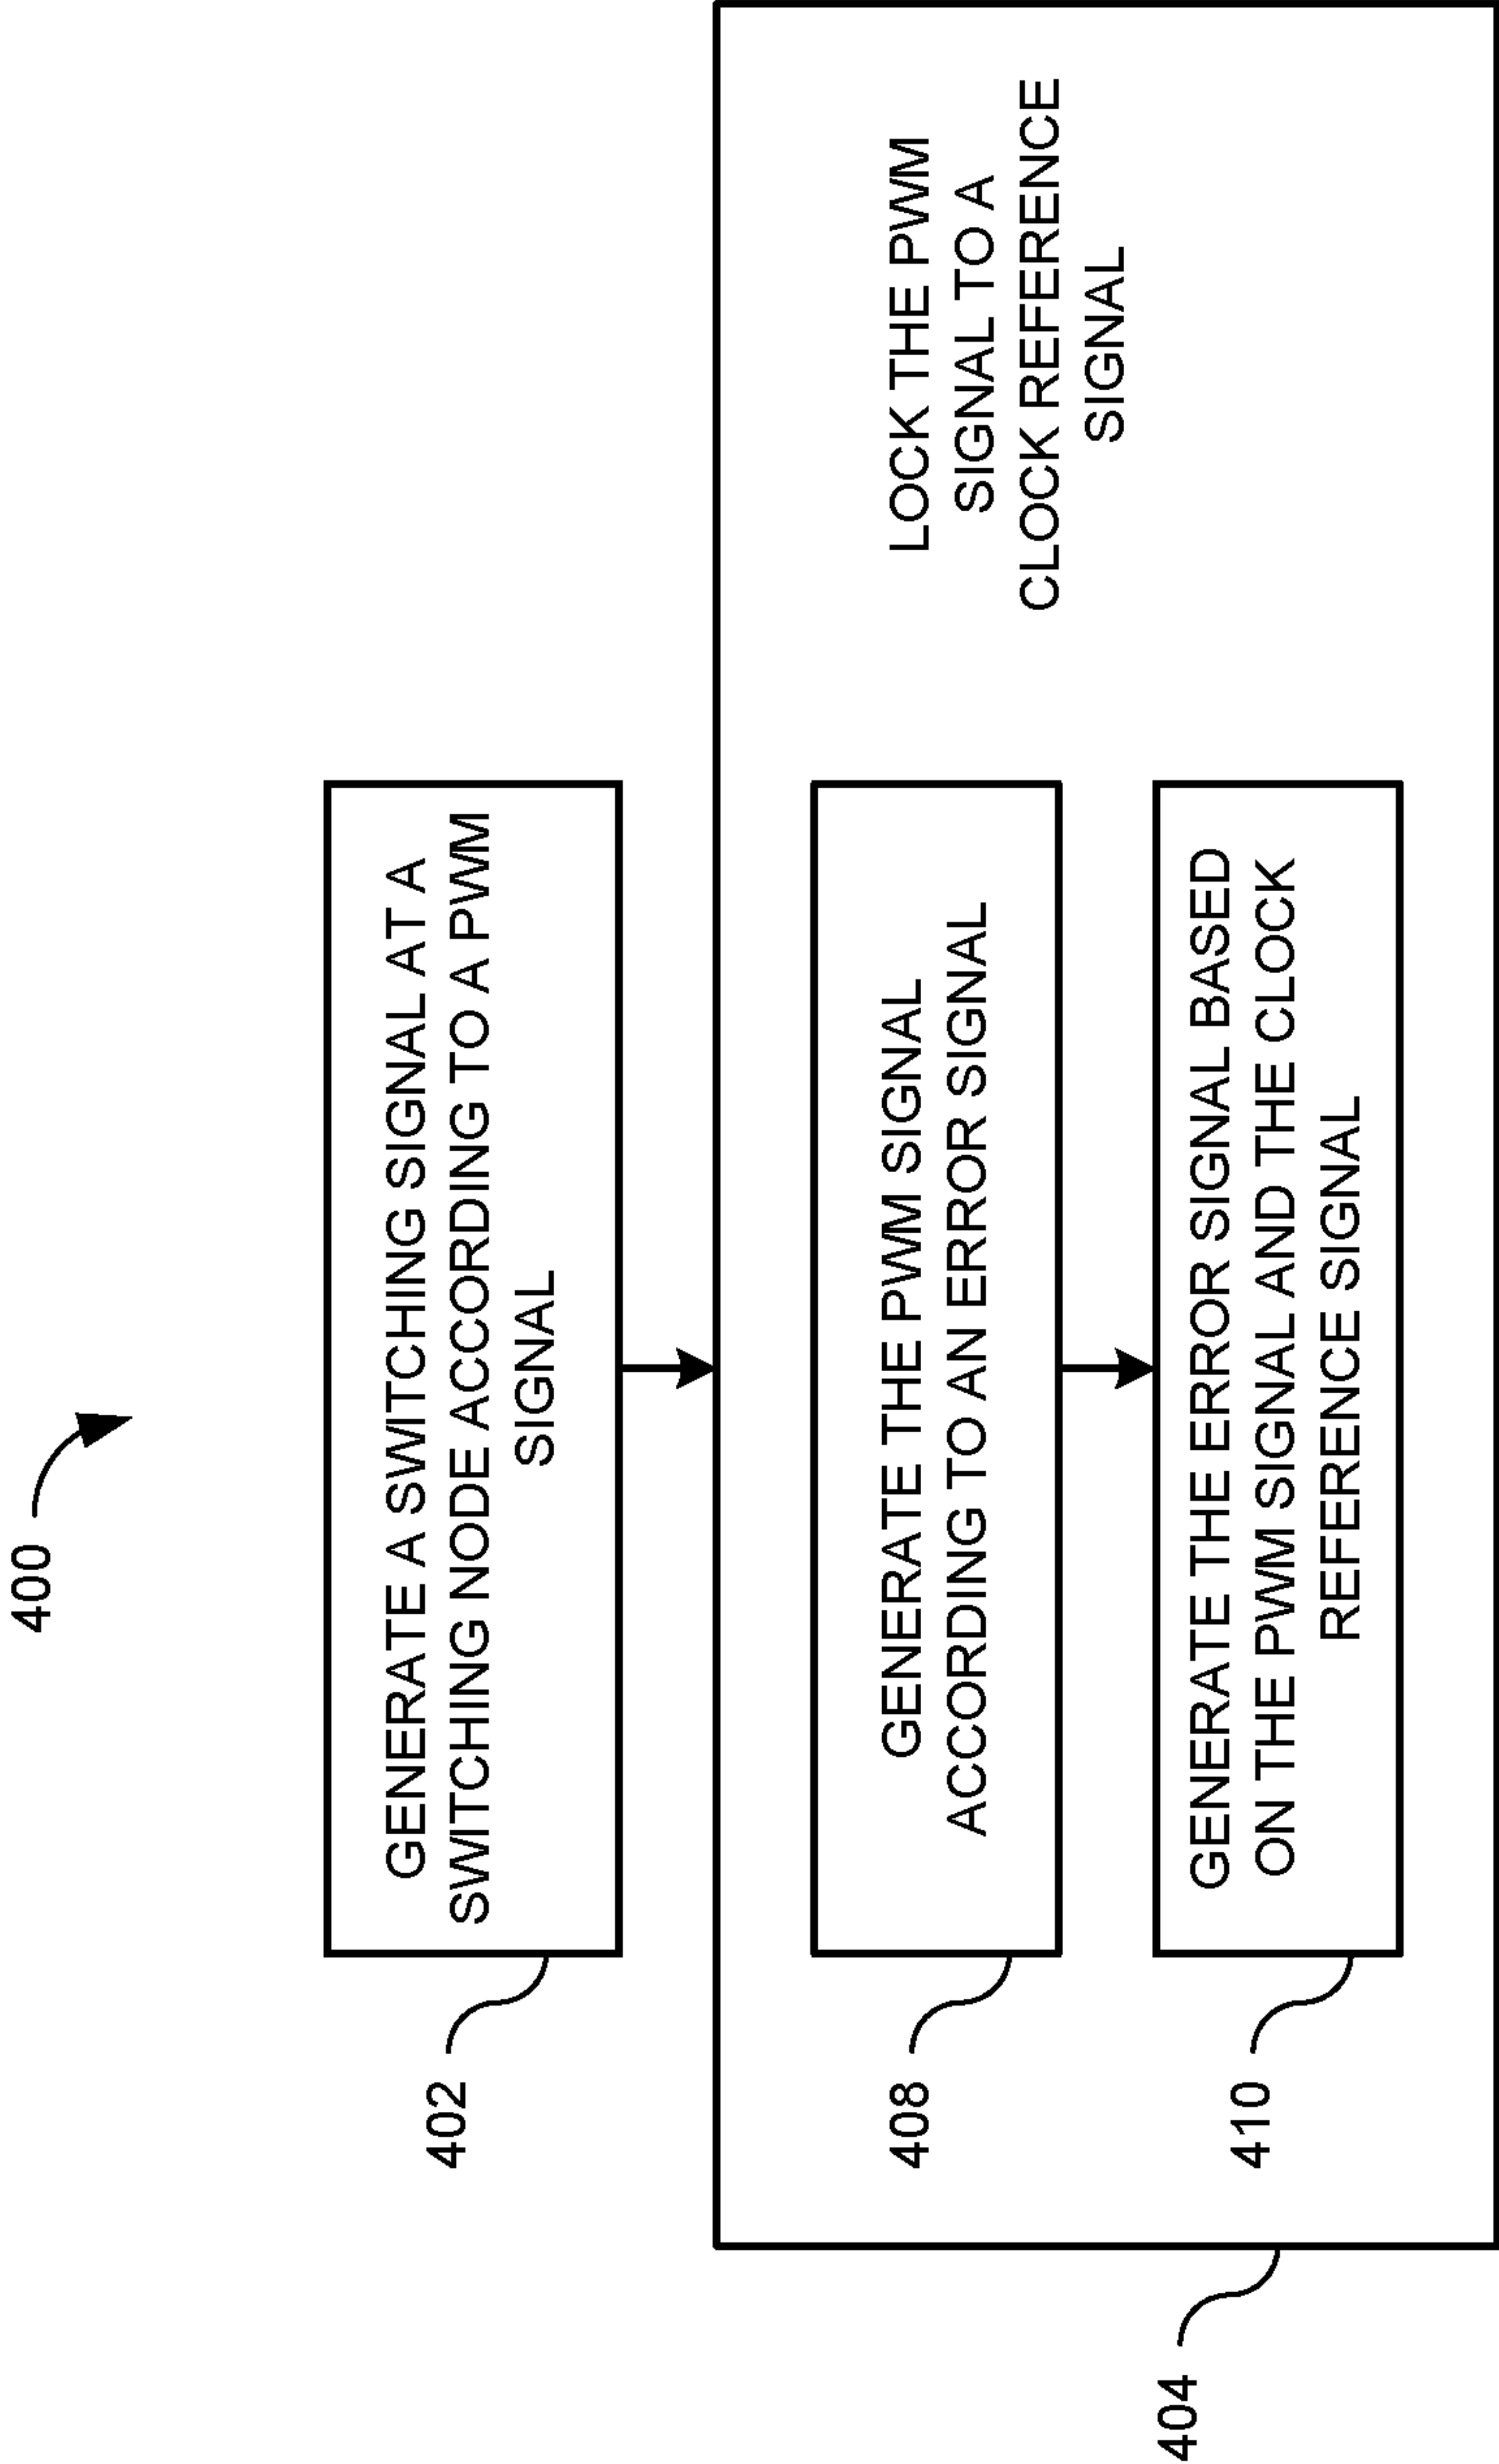 400
402
GENERATE A SWITCHING SIGNAL AT A
SWITCHING NODE ACCORDING TO A PWM
SIGNAL
404
LOCK THE PWM
SIGNAL TO A
CLOCK REFERENCE
SIGNAL
408
GENERATE THE PWM SIGNAL
ACCORDING TO AN ERROR SIGNAL
410
GENERATE THE ERROR SIGNAL BASED
ON THE PWM SIGNAL AND THE CLOCK
REFERENCE SIGNAL